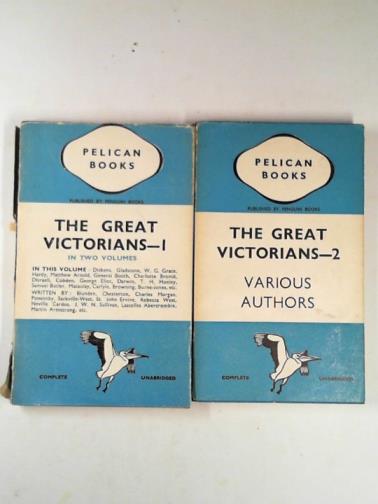 PELICAN
BOOKS
PUBLISHED BY PENGUIN BOOKS
THE GREAT
VICTORIANS—1
IN TWO VOLUMES
IN THIS VOLUME: Dickens, Gladstone, W. G. Grace,
Hardy, Matthew Arnold, General Booth, Charlotte Brontë,
Disraeli, Cobden, George Eliot, Darwin, T. H. Huxley,
Samuel Butler, Macaulay, Carlyle, Browning, Burne-Jones, etc.
WRITTEN BY: Blunden, Chesterton, Charles Morgan,
Ponsonby, Sackville-West, St. John Ervine, Rebecca West,
Neville Cardus, J. W. N. Sullivan, Lascelles Abercrombie,
Martin Armstrong, etc.
COMPLETE UNABRIDGED
PELICAN
BOOKS
PUBLISHED BY PENGUIN BOOKS
THE GREAT
VICTORIANS—2
VARIOUS
AUTHORS
COMPLETE UNABRIDGED